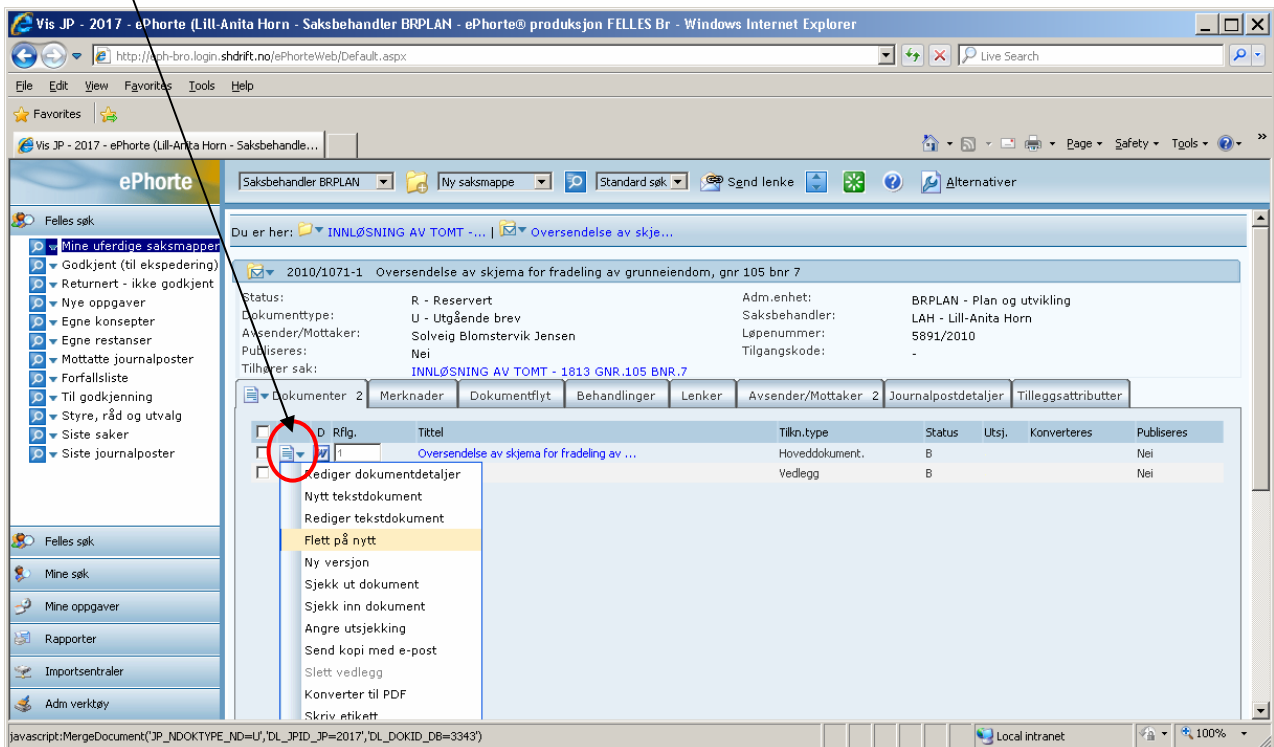 Vis JP - 2017 - ePhorte (Lill-Anita Horn - Saksbehandler BRPLAN - ePhorte® produksjon FELLES Br - Windows Internet Explorer
http://eph-bro.login.shdrift.no/ePhorteWeb/Default.aspx
Live Search
File Edit View Favorites Tools Help
Favorites
Vis JP - 2017 - ePhorte (Lill-Anita Horn - Saksbehandle...
Page Safety Tools
ePhorte
Saksbehandler BRPLAN Ny saksmappe Standard søk Send lenke Alternativer
Felles søk
Mine uferdige saksmapper
Godkjent (til ekspedering)
Returnert - ikke godkjent
Nye oppgaver
Egne konsepter
Egne restanser
Mottatte journalposter
Forfallsliste
Til godkjenning
Styre, råd og utvalg
Siste saker
Siste journalposter
Felles søk
Mine søk
Mine oppgaver
Rapporter
Importsentraler
Adm verktøy
Du er her: INNLØSNING AV TOMT -... | Oversendelse av skje...
2010/1071-1 Oversendelse av skjema for fradeling av grunneiendom, gnr 105 bnr 7
Status: R - Reservert Adm.enhet: BRPLAN - Plan og utvikling
Dokumenttype: U - Utgående brev Saksbehandler: LAH - Lill-Anita Horn
Avsender/Mottaker: Solveig Blomstervik Jensen Løpenummer: 5891/2010
Publiseres: Nei Tilgangskode: -
Tilhører sak: INNLØSNING AV TOMT - 1813 GNR.105 BNR.7
Dokumenter 2 Merknader Dokumentflyt Behandlinger Lenker Avsender/Mottaker 2 Journalpostdetaljer Tilleggsattributter
D Rflg. Tittel Tilkn.type Status Utsj. Konverteres Publiseres
1 Oversendelse av skjema for fradeling av ... Hoveddokument. B Nei
Vedlegg B Nei
Rediger dokumentdetaljer
Nytt tekstdokument
Rediger tekstdokument
Flett på nytt
Ny versjon
Sjekk ut dokument
Sjekk inn dokument
Angre utsjekking
Send kopi med e-post
Slett vedlegg
Konverter til PDF
Skriv etikett
javascript:MergeDocument('JP_NDOKTYPE_ND=U','DL_JPID_JP=2017','DL_DOKID_DB=3343') Local intranet 100%